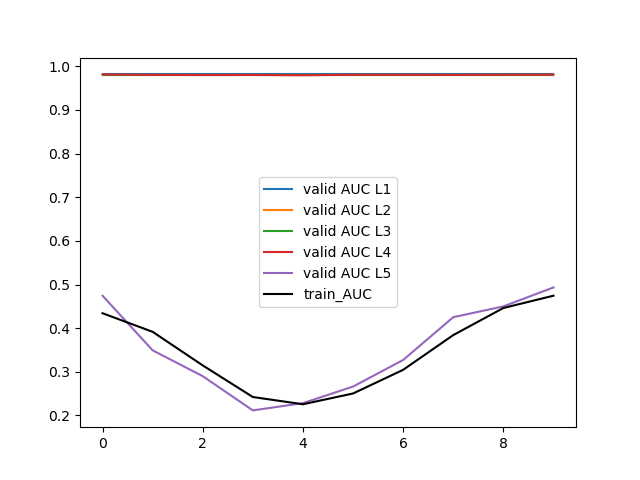 1.0
0.9
0.8
0.7
0.6
0.5
0.4
0.3
0.2
valid AUC L1
valid AUC L2
valid AUC L3
valid AUC L4
valid AUC L5
train_AUC
0 2 4 6 8